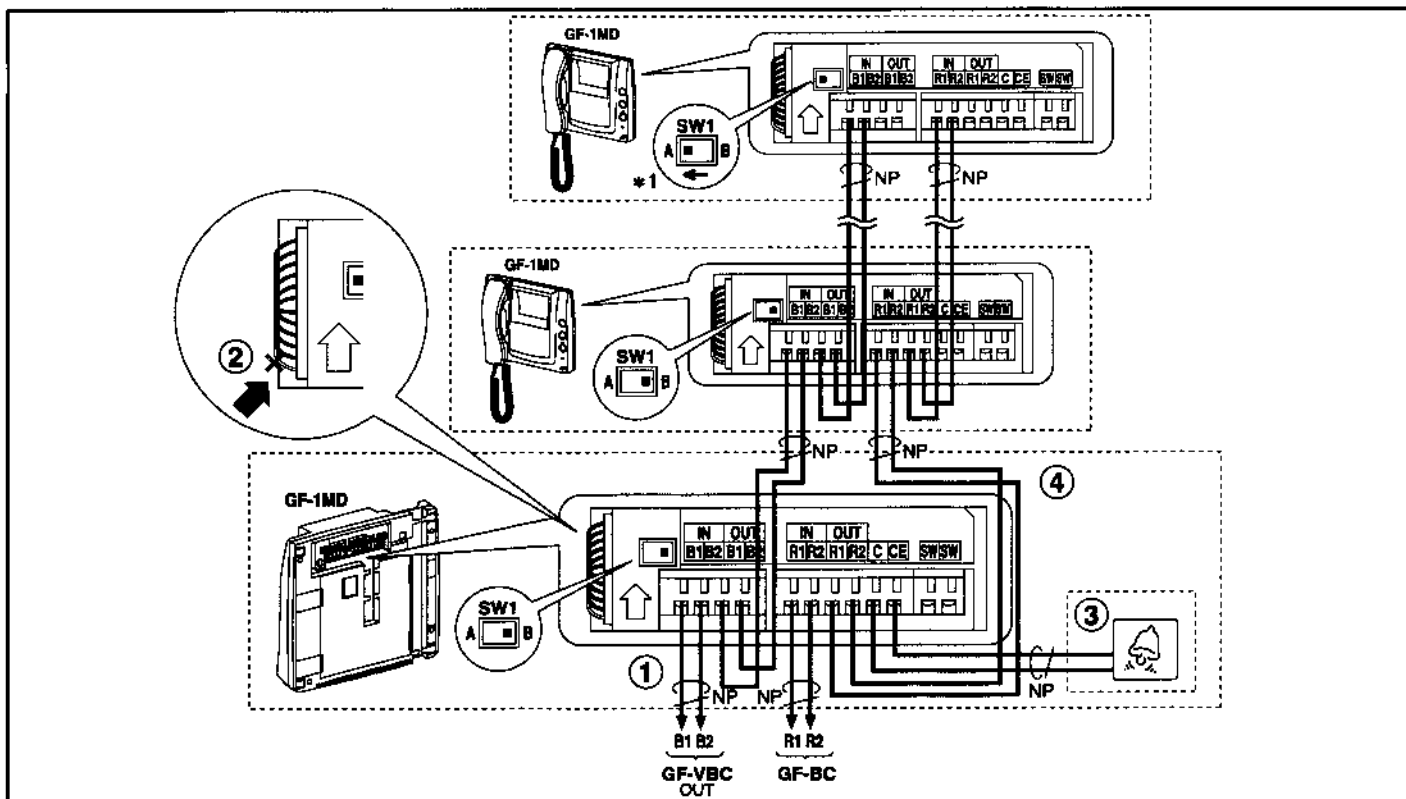 GF-1MD
IN OUT IN OUT
B1 B2 B1 B2 R1 R2 R1 R2 C CE SW SW
SW1
A B
*1
NP NP
GF-1MD
IN OUT IN OUT
B1 B2 B1 B2 R1 R2 R1 R2 C CE SW SW
②
SW1
A B
NP NP
④
GF-1MD
IN OUT IN OUT
B1 B2 B1 B2 R1 R2 R1 R2 C CE SW SW
SW1
A B
③
①
NP NP NP
B1 B2 R1 R2
GF-VBC GF-BC
OUT